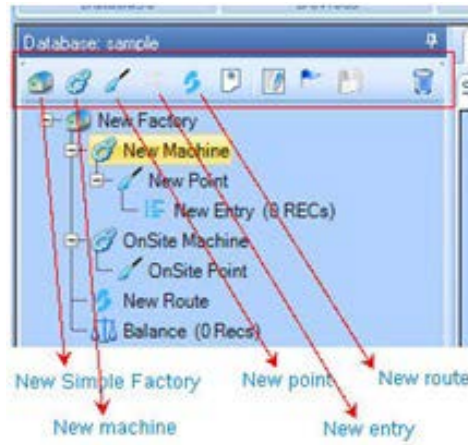 Database: sample
New Factory
New Machine
New Point
New Entry (0 RECs)
OnSite Machine
OnSite Point
New Route
Balance (0 Recs)
New Simple Factory
New point
New route
New machine
New entry